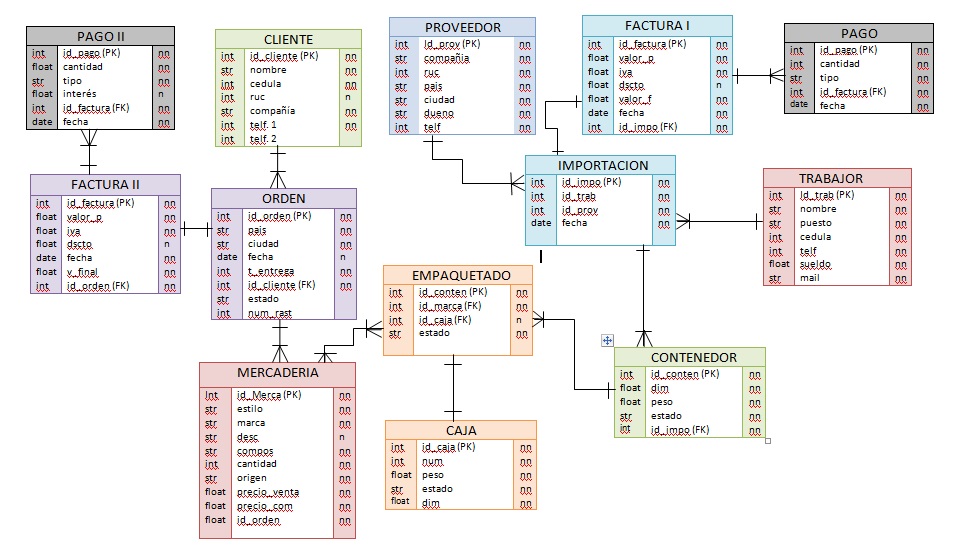 PAGO II
int id_pago (PK) nn
float cantidad nn
str tipo nn
float interés n
int id_factura (FK) nn
date fecha nn
CLIENTE
int id_cliente (PK) nn
str nombre nn
int cedula nn
int ruc n
str compañía nn
int telf. 1 nn
int telf. 2
PROVEEDOR
int Id_prov (PK) nn
str compañia nn
int ruc nn
str pais nn
str ciudad nn
str dueno nn
int telf nn
FACTURA I
int id_factura (PK) nn
float valor_p nn
float iva nn
float dscto n
float valor_f nn
date fecha nn
int id_impo (FK) nn
PAGO
int id_pago (PK) nn
int cantidad nn
str tipo nn
int id_factura (FK) nn
date fecha nn
FACTURA II
int id_factura (PK) nn
float valor_p nn
float iva nn
float dscto n
date fecha nn
float v_final nn
int id_orden (FK) nn
ORDEN
int id_orden (PK) nn
str pais nn
str ciudad nn
date fecha n
int t_entrega nn
int id_cliente (FK) nn
str estado nn
int num_rast nn
IMPORTACION
int id_impo (PK) nn
int id_trab nn
int id_prov nn
date fecha nn
TRABAJOR
int Id_trab (PK) nn
str nombre nn
str puesto nn
int cedula nn
int telf nn
float sueldo nn
str mail nn
EMPAQUETADO
int id_conten (PK) nn
int id_marca (FK) nn
int id_caja (FK) n
str estado nn
MERCADERIA
Int id_Merca (PK) nn
str estilo nn
str marca nn
str desc n
str compos nn
int cantidad nn
str origen nn
float precio_venta nn
float precio_com nn
float id_orden nn
CAJA
int id_caja (PK) nn
int num nn
float peso nn
str estado nn
float dim nn
CONTENEDOR
int id_conten (PK) nn
float dim nn
float peso nn
str estado nn
int id_impo (FK) nn